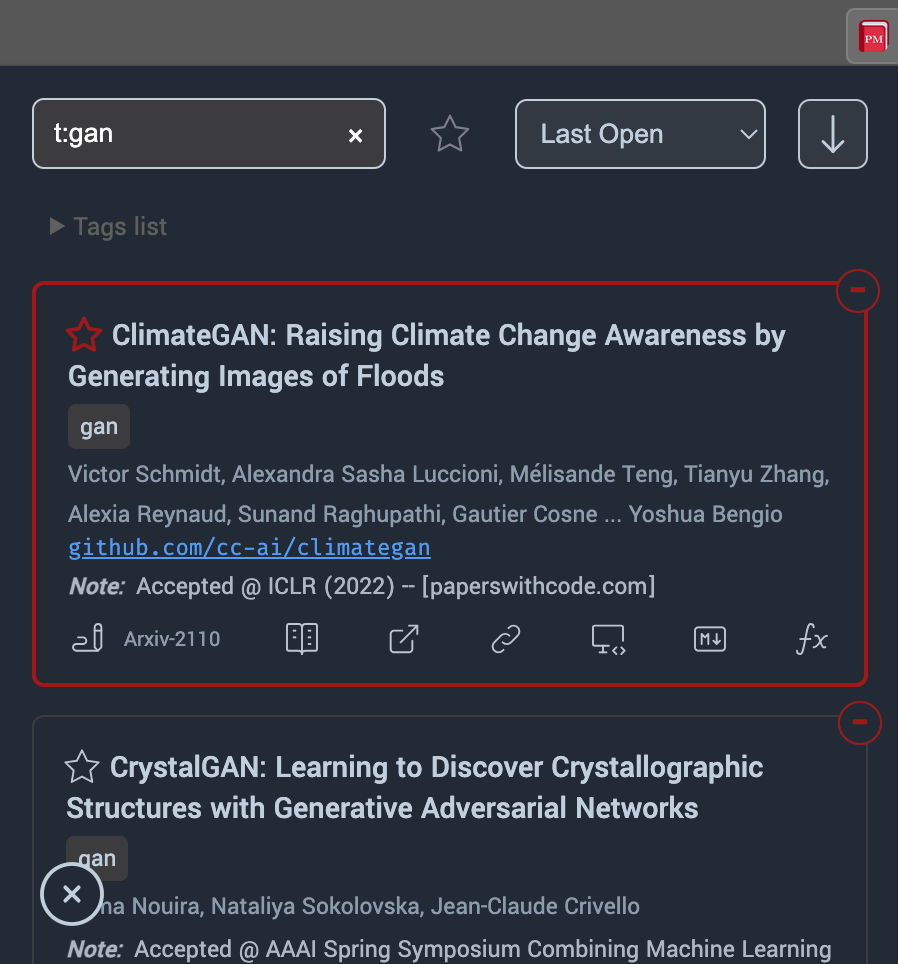 PM
t:gan ×
Last Open
Tags list
ClimateGAN: Raising Climate Change Awareness by
Generating Images of Floods
gan
Victor Schmidt, Alexandra Sasha Luccioni, Mélisande Teng, Tianyu Zhang,
Alexia Reynaud, Sunand Raghupathi, Gautier Cosne ... Yoshua Bengio
github.com/cc-ai/climategan
Note: Accepted @ ICLR (2022) -- [paperswithcode.com]
Arxiv-2110 M fx
CrystalGAN: Learning to Discover Crystallographic
Structures with Generative Adversarial Networks
gan
Nouira, Nataliya Sokolovska, Jean-Claude Crivello
Note: Accepted @ AAAI Spring Symposium Combining Machine Learning